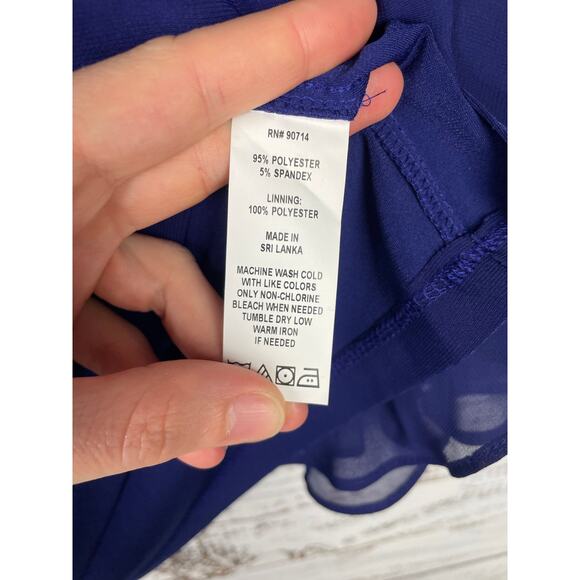 RN# 90714
95% POLYESTER
5% SPANDEX
LINNING:
100% POLYESTER
MADE IN
SRI LANKA
MACHINE WASH COLD
WITH LIKE COLORS
ONLY NON-CHLORINE
BLEACH WHEN NEEDED
TUMBLE DRY LOW
WARM IRON
IF NEEDED